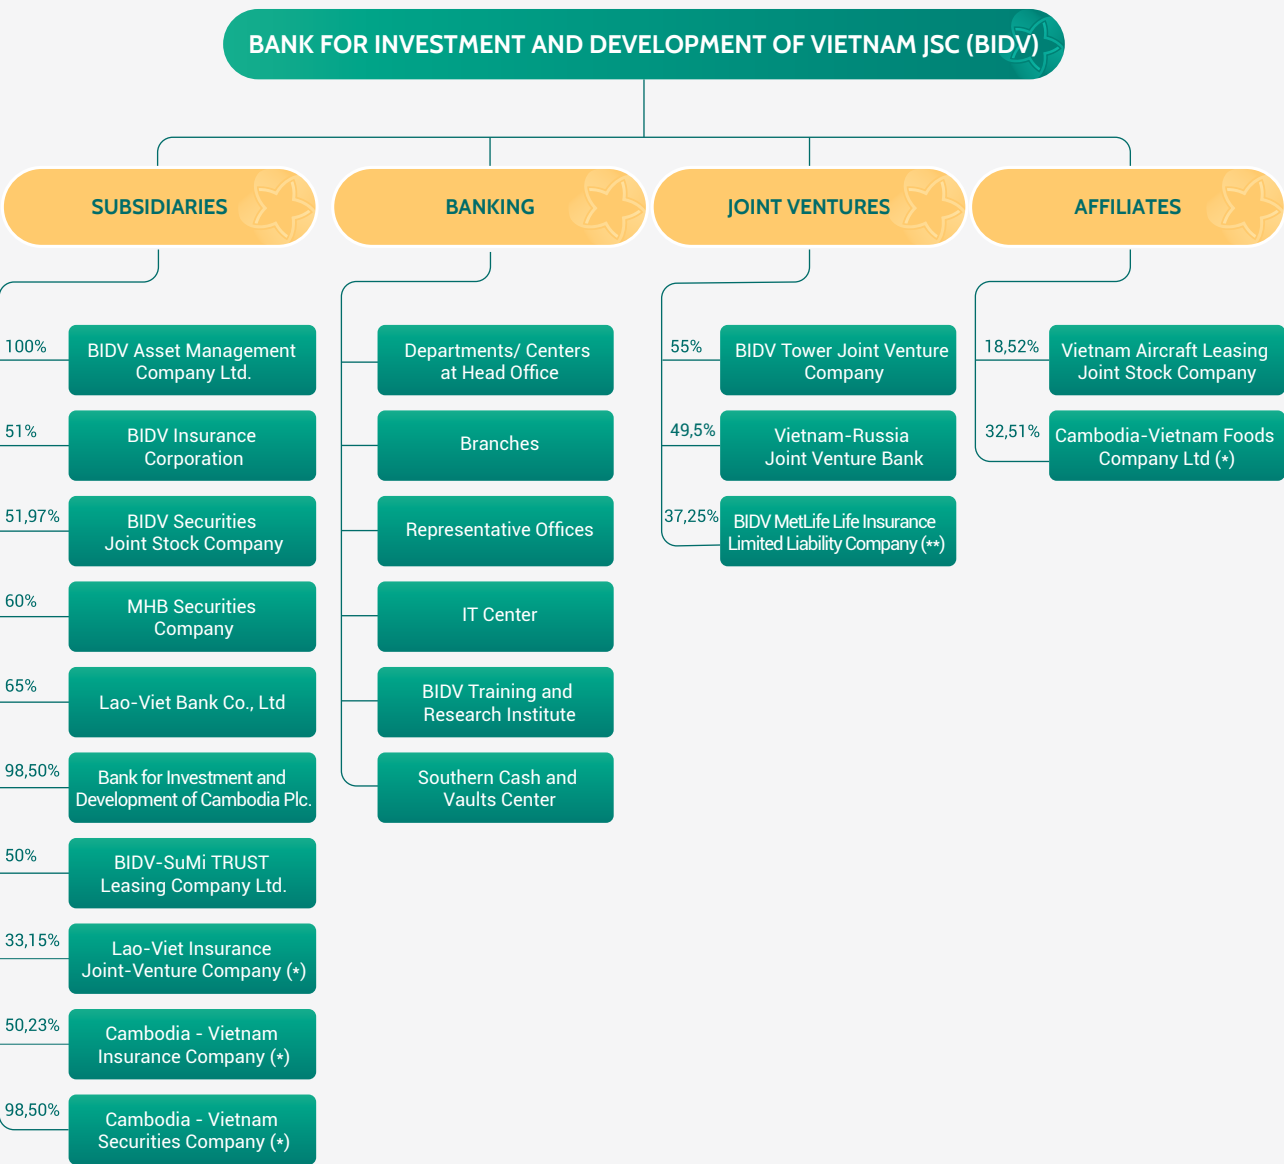 BANK FOR INVESTMENT AND DEVELOPMENT OF VIETNAM JSC (BIDV)
SUBSIDIARIES
100%
BIDV Asset Management
Company Ltd.
51%
BIDV Insurance
Corporation
51,97%
BIDV Securities
Joint Stock Company
60%
MHB Securities
Company
65%
Lao-Viet Bank Co., Ltd
98,50%
Bank for Investment and
Development of Cambodia Plc.
50%
BIDV-SuMi TRUST
Leasing Company Ltd.
33,15%
Lao-Viet Insurance
Joint-Venture Company (*)
50,23%
Cambodia - Vietnam
Insurance Company (*)
98,50%
Cambodia - Vietnam
Securities Company (*)
BANKING
Departments/ Centers
at Head Office
Branches
Representative Offices
IT Center
BIDV Training and
Research Institute
Southern Cash and
Vaults Center
JOINT VENTURES
55%
BIDV Tower Joint Venture
Company
49,5%
Vietnam-Russia
Joint Venture Bank
37,25%
BIDV MetLife Life Insurance
Limited Liability Company (**)
AFFILIATES
18,52%
Vietnam Aircraft Leasing
Joint Stock Company
32,51%
Cambodia-Vietnam Foods
Company Ltd (*)